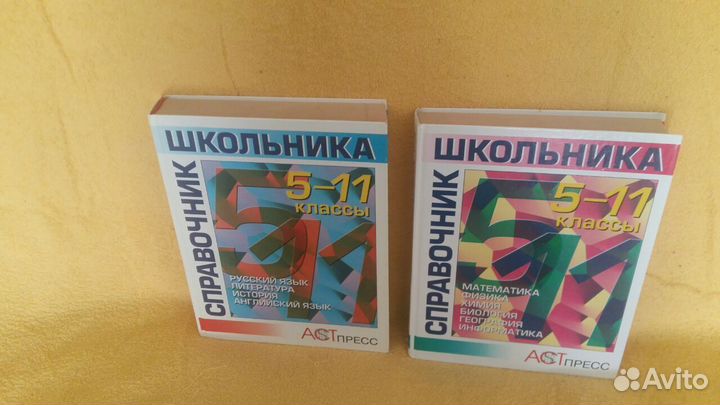 СПРАВОЧНИК
ШКОЛЬНИКА
5-11
классы
РУССКИЙ ЯЗЫК
ЛИТЕРАТУРА
ИСТОРИЯ
АНГЛИЙСКИЙ ЯЗЫК
АСТ ПРЕСС
СПРАВОЧНИК
ШКОЛЬНИКА
5-11
классы
МАТЕМАТИКА
ФИЗИКА
ХИМИЯ
БИОЛОГИЯ
ГЕОГРАФИЯ
ИНФОРМАТИКА
АСТ ПРЕСС
Avito